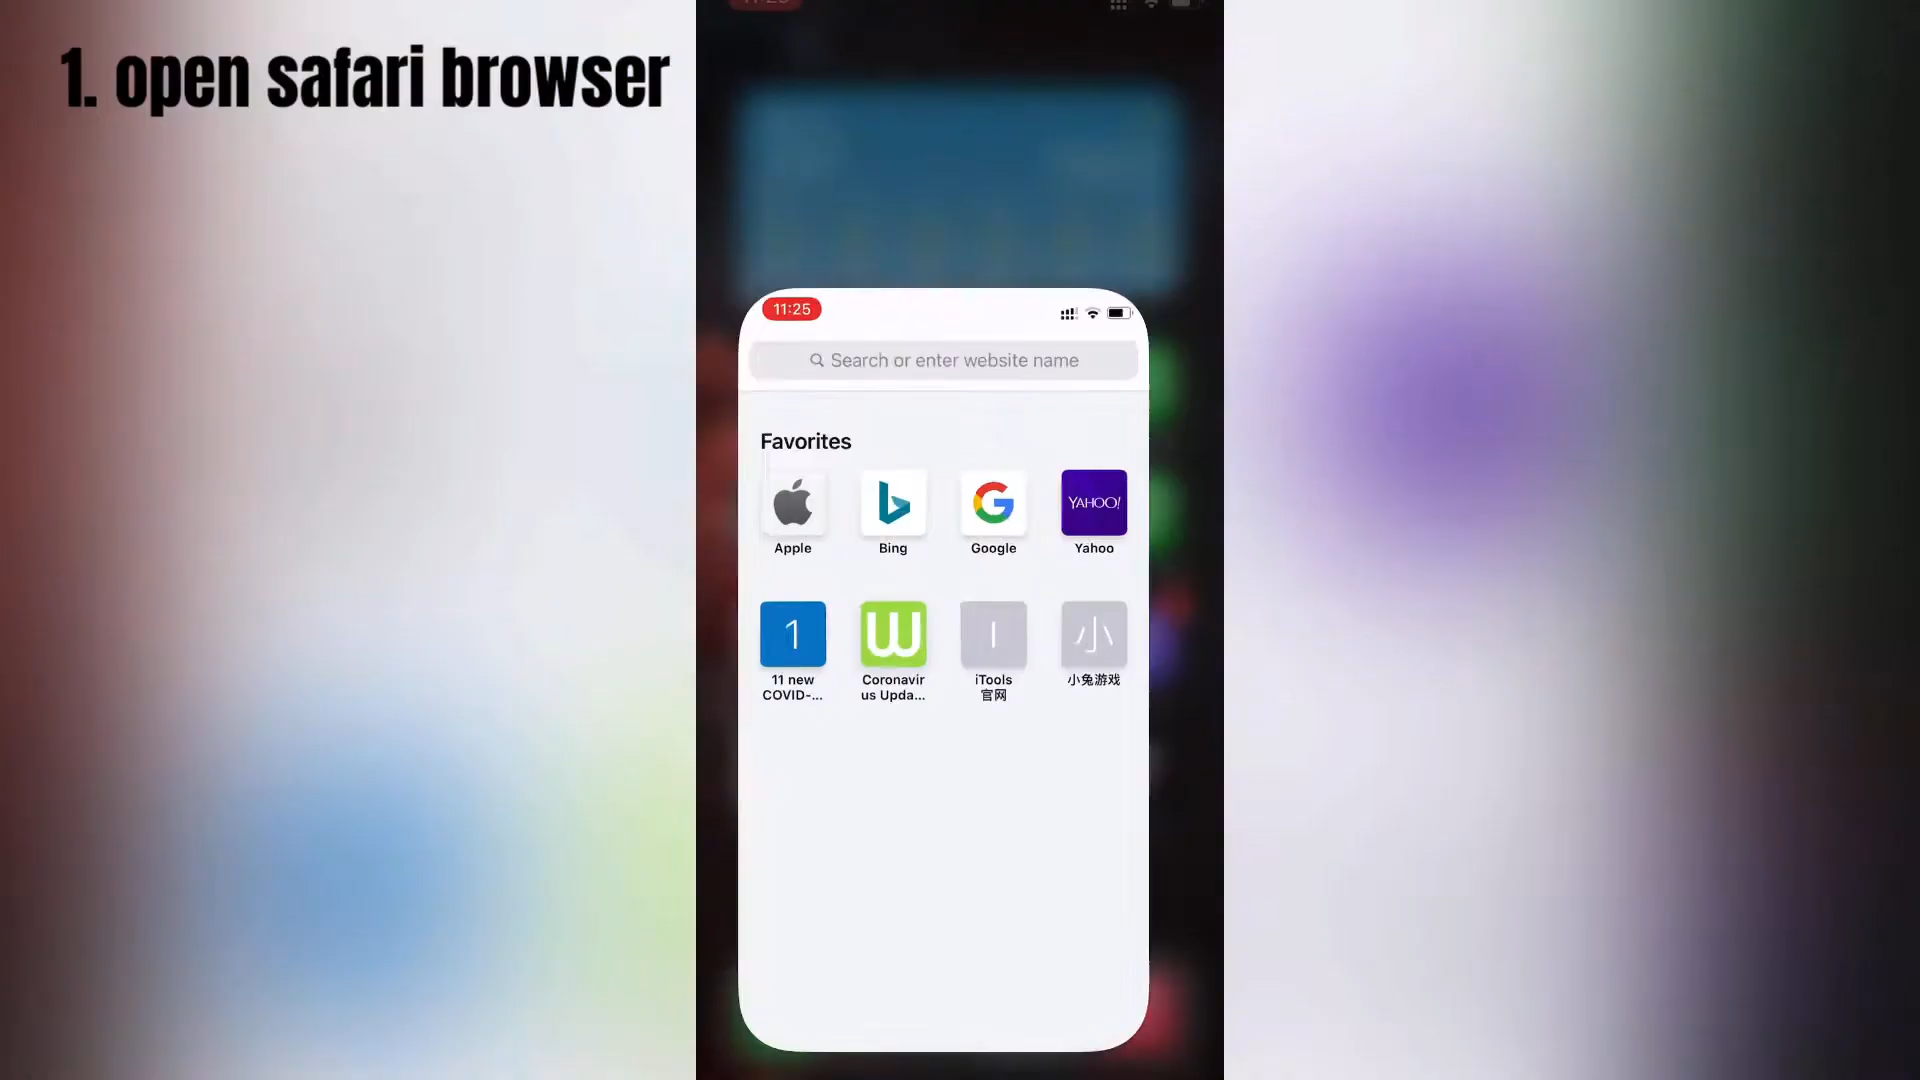 1. open safari browser
11:25
Search or enter website name
Favorites
YAHOO!
Apple
Bing
Google
Yahoo
1
W
I
小
11 new
COVID-...
Coronavir
us Upda...
iTools
官网
小兔游戏